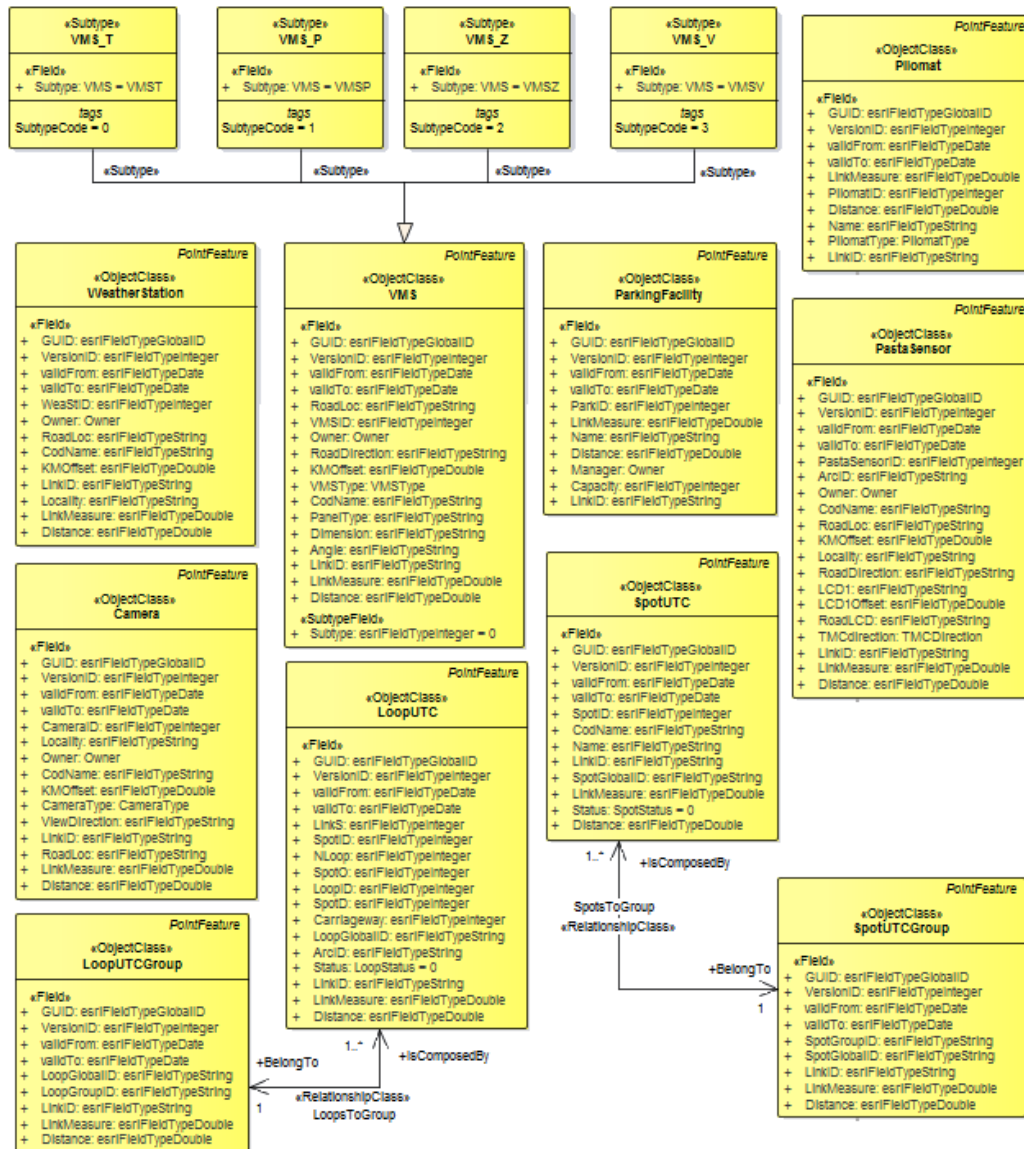 «Subtype»
VMS_T
«Field»
+ Subtype: VMS = VMST
tags
SubtypeCode = 0
«Subtype»
VMS_P
«Field»
+ Subtype: VMS = VMSP
tags
SubtypeCode = 1
«Subtype»
VMS_Z
«Field»
+ Subtype: VMS = VMSZ
tags
SubtypeCode = 2
«Subtype»
VMS_V
«Field»
+ Subtype: VMS = VMSV
tags
SubtypeCode = 3
«Subtype»
«Subtype»
«Subtype»
«Subtype»
PointFeature
«ObjectClass»
Pilomat
«Field»
+ GUID: esriFieldTypeGlobalID
+ VersionID: esriFieldTypeInteger
+ validFrom: esriFieldTypeDate
+ validTo: esriFieldTypeDate
+ LinkMeasure: esriFieldTypeDouble
+ PilomatID: esriFieldTypeInteger
+ Distance: esriFieldTypeDouble
+ Name: esriFieldTypeString
+ PilomatType: PilomatType
+ LinkID: esriFieldTypeString
PointFeature
«ObjectClass»
WeatherStation
«Field»
+ GUID: esriFieldTypeGlobalID
+ VersionID: esriFieldTypeInteger
+ validFrom: esriFieldTypeDate
+ validTo: esriFieldTypeDate
+ WeaStID: esriFieldTypeInteger
+ Owner: Owner
+ RoadLoc: esriFieldTypeString
+ CodName: esriFieldTypeString
+ KMOffset: esriFieldTypeDouble
+ LinkID: esriFieldTypeString
+ Locality: esriFieldTypeString
+ LinkMeasure: esriFieldTypeDouble
+ Distance: esriFieldTypeDouble
PointFeature
«ObjectClass»
VMS
«Field»
+ GUID: esriFieldTypeGlobalID
+ VersionID: esriFieldTypeInteger
+ validFrom: esriFieldTypeDate
+ validTo: esriFieldTypeDate
+ RoadLoc: esriFieldTypeString
+ VMSID: esriFieldTypeInteger
+ Owner: Owner
+ RoadDirection: esriFieldTypeString
+ KMOffset: esriFieldTypeDouble
+ VMSType: VMSType
+ CodName: esriFieldTypeString
+ PanelType: esriFieldTypeString
+ Dimension: esriFieldTypeString
+ Angle: esriFieldTypeString
+ LinkID: esriFieldTypeString
+ LinkMeasure: esriFieldTypeDouble
+ Distance: esriFieldTypeDouble
«SubtypeField»
+ Subtype: esriFieldTypeInteger = 0
PointFeature
«ObjectClass»
ParkingFacility
«Field»
+ GUID: esriFieldTypeGlobalID
+ VersionID: esriFieldTypeInteger
+ validFrom: esriFieldTypeDate
+ validTo: esriFieldTypeDate
+ ParkID: esriFieldTypeInteger
+ LinkMeasure: esriFieldTypeDouble
+ Name: esriFieldTypeString
+ Distance: esriFieldTypeDouble
+ Manager: Owner
+ Capacity: esriFieldTypeInteger
+ LinkID: esriFieldTypeString
PointFeature
«ObjectClass»
PastaSensor
«Field»
+ GUID: esriFieldTypeGlobalID
+ VersionID: esriFieldTypeInteger
+ validFrom: esriFieldTypeDate
+ validTo: esriFieldTypeDate
+ PastaSensorID: esriFieldTypeInteger
+ ArcID: esriFieldTypeString
+ Owner: Owner
+ CodName: esriFieldTypeString
+ RoadLoc: esriFieldTypeString
+ KMOffset: esriFieldTypeDouble
+ Locality: esriFieldTypeString
+ RoadDirection: esriFieldTypeString
+ LCD1: esriFieldTypeString
+ LCD1Offset: esriFieldTypeDouble
+ RoadLCD: esriFieldTypeString
+ TMCdirection: TMCDirection
+ LinkID: esriFieldTypeString
+ LinkMeasure: esriFieldTypeDouble
+ Distance: esriFieldTypeDouble
PointFeature
«ObjectClass»
Camera
«Field»
+ GUID: esriFieldTypeGlobalID
+ VersionID: esriFieldTypeInteger
+ validFrom: esriFieldTypeDate
+ validTo: esriFieldTypeDate
+ CameraID: esriFieldTypeInteger
+ Locality: esriFieldTypeString
+ Owner: Owner
+ CodName: esriFieldTypeString
+ KMOffset: esriFieldTypeDouble
+ CameraType: CameraType
+ ViewDirection: esriFieldTypeString
+ LinkID: esriFieldTypeString
+ RoadLoc: esriFieldTypeString
+ LinkMeasure: esriFieldTypeDouble
+ Distance: esriFieldTypeDouble
PointFeature
«ObjectClass»
LoopUTC
«Field»
+ GUID: esriFieldTypeGlobalID
+ VersionID: esriFieldTypeInteger
+ validFrom: esriFieldTypeDate
+ validTo: esriFieldTypeDate
+ LinkS: esriFieldTypeInteger
+ SpotID: esriFieldTypeInteger
+ NLoop: esriFieldTypeInteger
+ SpotO: esriFieldTypeInteger
+ LoopID: esriFieldTypeInteger
+ SpotD: esriFieldTypeInteger
+ Carriageway: esriFieldTypeInteger
+ LoopGlobalID: esriFieldTypeString
+ ArcID: esriFieldTypeString
+ Status: LoopStatus = 0
+ LinkID: esriFieldTypeString
+ LinkMeasure: esriFieldTypeDouble
+ Distance: esriFieldTypeDouble
PointFeature
«ObjectClass»
SpotUTC
«Field»
+ GUID: esriFieldTypeGlobalID
+ VersionID: esriFieldTypeInteger
+ validFrom: esriFieldTypeDate
+ validTo: esriFieldTypeDate
+ SpotID: esriFieldTypeInteger
+ CodName: esriFieldTypeString
+ Name: esriFieldTypeString
+ LinkID: esriFieldTypeString
+ SpotGlobalID: esriFieldTypeString
+ LinkMeasure: esriFieldTypeDouble
+ Status: SpotStatus = 0
+ Distance: esriFieldTypeDouble
1..*
+IsComposedBy
SpotsToGroup
«RelationshipClass»
+BelongTo
1
PointFeature
«ObjectClass»
SpotUTCGroup
«Field»
+ GUID: esriFieldTypeGlobalID
+ VersionID: esriFieldTypeInteger
+ validFrom: esriFieldTypeDate
+ validTo: esriFieldTypeDate
+ SpotGroupID: esriFieldTypeString
+ SpotGlobalID: esriFieldTypeString
+ LinkID: esriFieldTypeString
+ LinkMeasure: esriFieldTypeDouble
+ Distance: esriFieldTypeDouble
PointFeature
«ObjectClass»
LoopUTCGroup
«Field»
+ GUID: esriFieldTypeGlobalID
+ VersionID: esriFieldTypeInteger
+ validFrom: esriFieldTypeDate
+ validTo: esriFieldTypeDate
+ LoopGlobalID: esriFieldTypeString
+ LoopGroupID: esriFieldTypeString
+ LinkID: esriFieldTypeString
+ LinkMeasure: esriFieldTypeDouble
+ Distance: esriFieldTypeDouble
1..*
+IsComposedBy
+BelongTo
1
«RelationshipClass»
LoopsToGroup